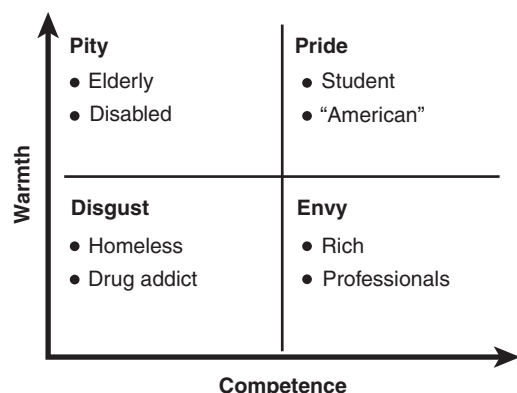 Pity
• Elderly
• Disabled
Pride
• Student
• “American”
Warmth
Disgust
• Homeless
• Drug addict
Envy
• Rich
• Professionals
Competence